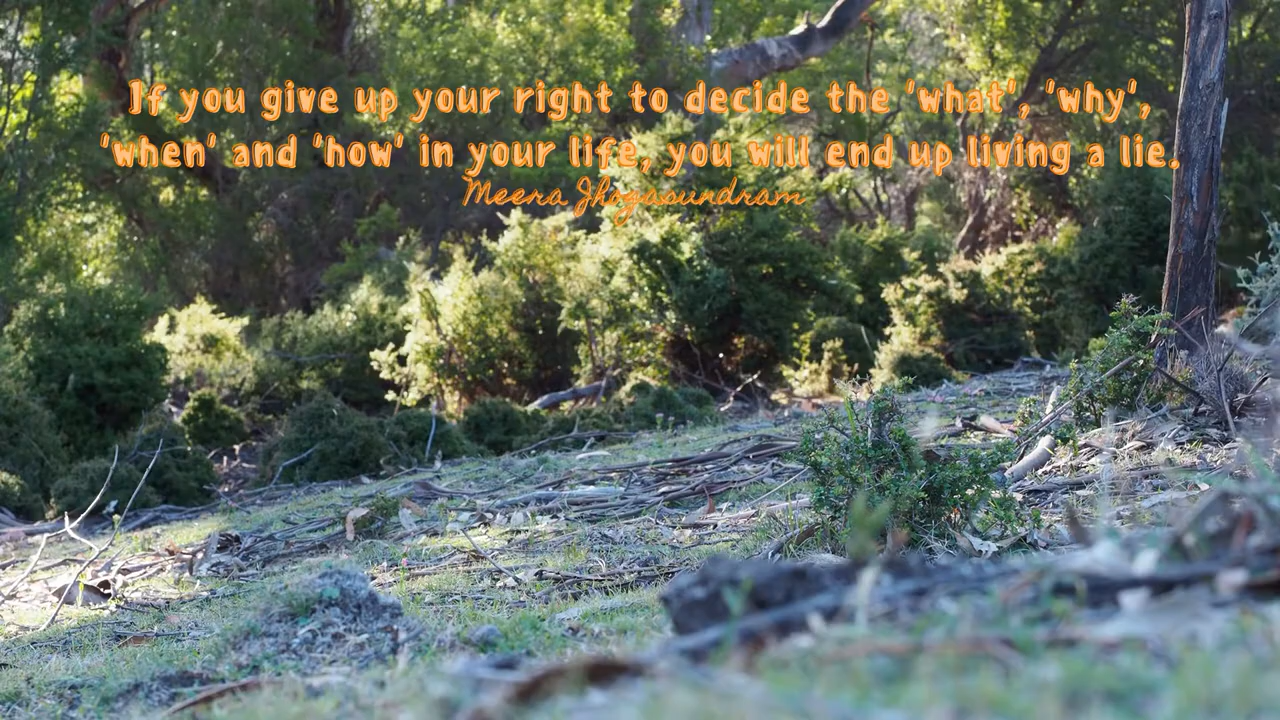 If you give up your right to decide the 'what', 'why',
'when' and 'how' in your life, you will end up living a lie.
Meera Jhogasundram